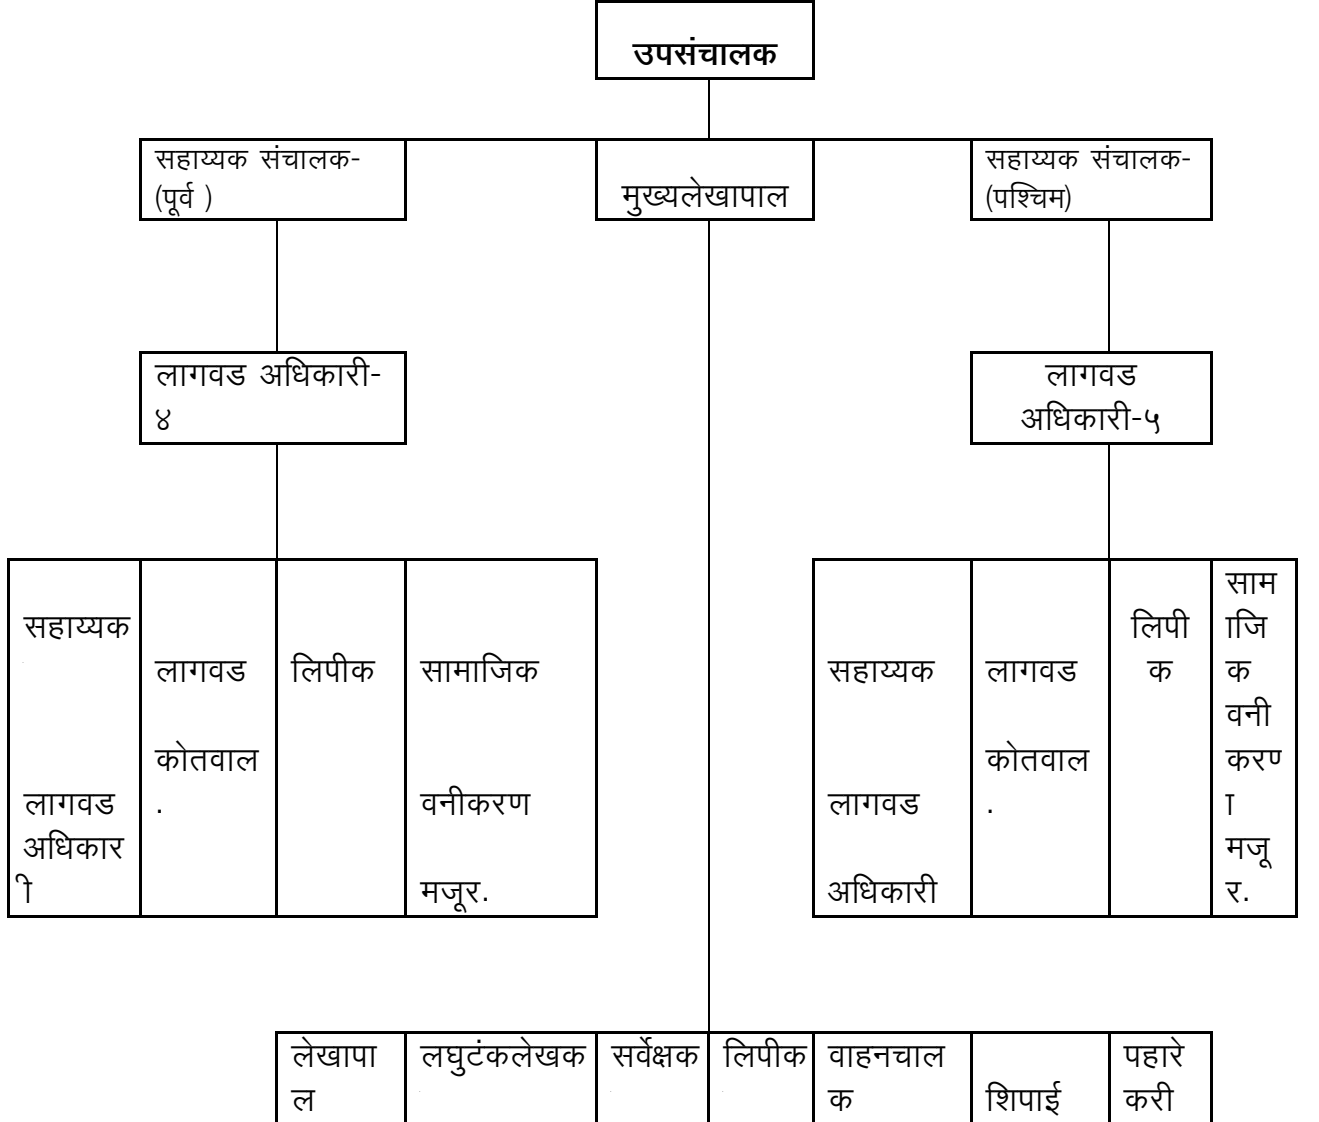 उपसंचालक
सहाय्यक संचालक-
(पूर्व )
मुख्यलेखापाल
सहाय्यक संचालक-
(पश्चिम)
लागवड अधिकारी-
४
लागवड
अधिकारी-५
सहाय्यक
लागवड
अधिकार
ी
लागवड
कोतवाल
.
लिपीक
सामाजिक
वनीकरण
मजूर.
सहाय्यक
लागवड
अधिकारी
लागवड
कोतवाल
.
लिपी
क
साम
ाजि
क
वनी
करण
ा
मजू
र.
लेखापा
ल
लघुटंकलेखक
सर्वेक्षक
लिपीक
वाहनचाल
क
शिपाई
पहारे
करी